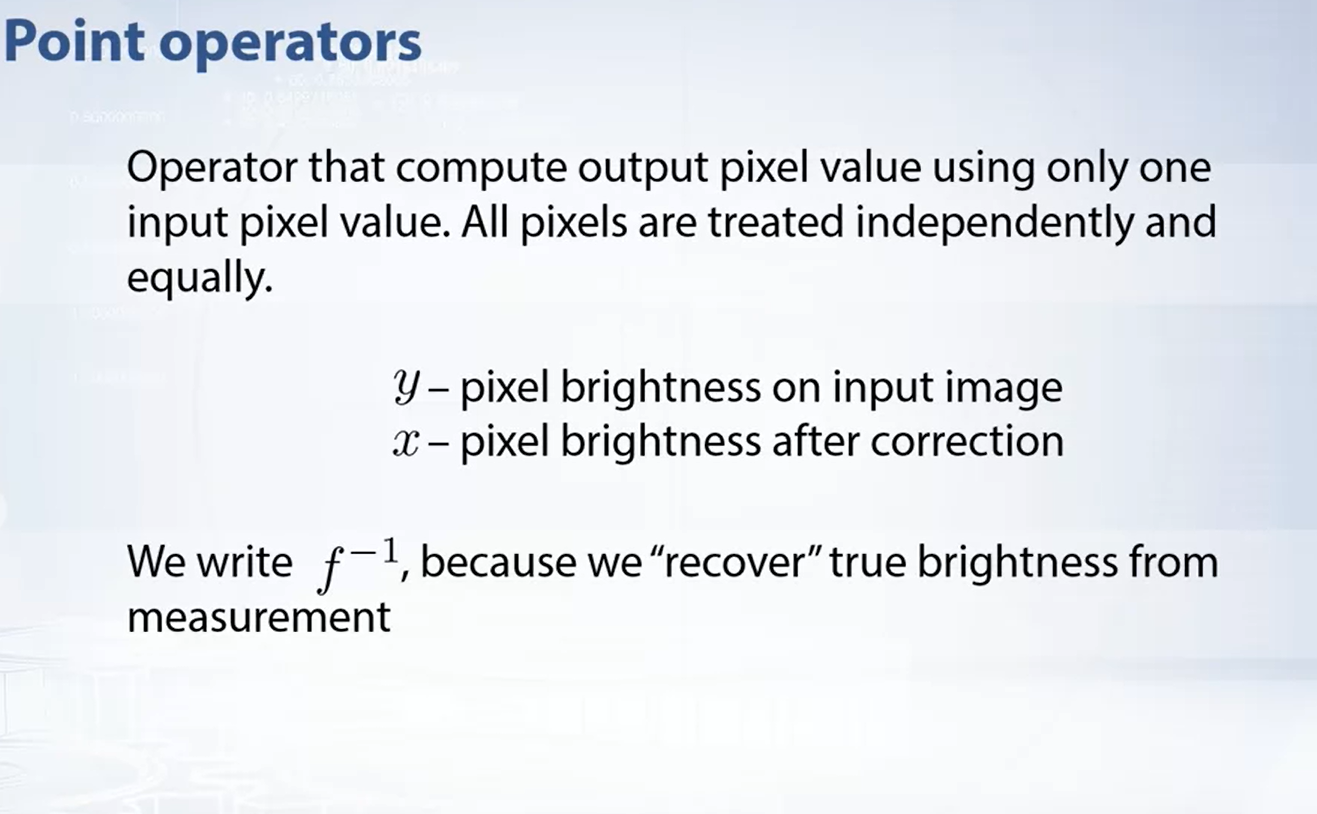 Point operators
Operator that compute output pixel value using only one
input pixel value. All pixels are treated independently and
equally.
y – pixel brightness on input image
x – pixel brightness after correction
We write f⁻¹, because we “recover” true brightness from
measurement